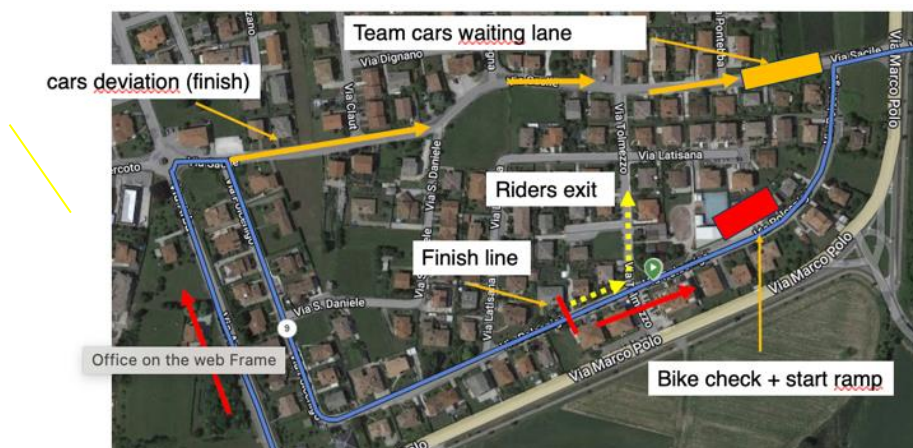 Team cars waiting lane
Via Dignano
Via Sacile
Via Marco Polo
cars deviation (finish)
Via Claut
Via Tolmezzo
Via Latisana
Via S. Daniele
Riders exit
Finish line
Via S. Daniele
Via Latisana
Via Tolmezzo
Via Marco Polo
9
Office on the web Frame
Via Marco Polo
Bike check + start ramp